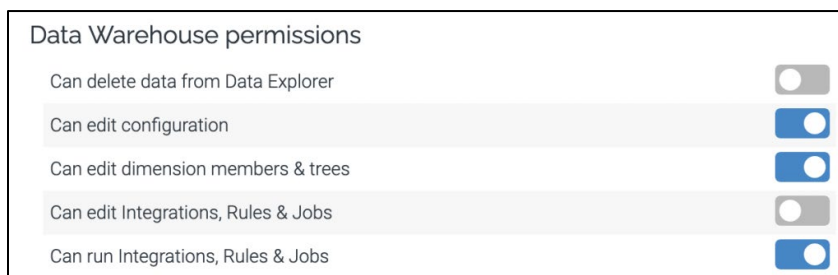 Data Warehouse permissions
Can delete data from Data Explorer
Can edit configuration
Can edit dimension members & trees
Can edit Integrations, Rules & Jobs
Can run Integrations, Rules & Jobs